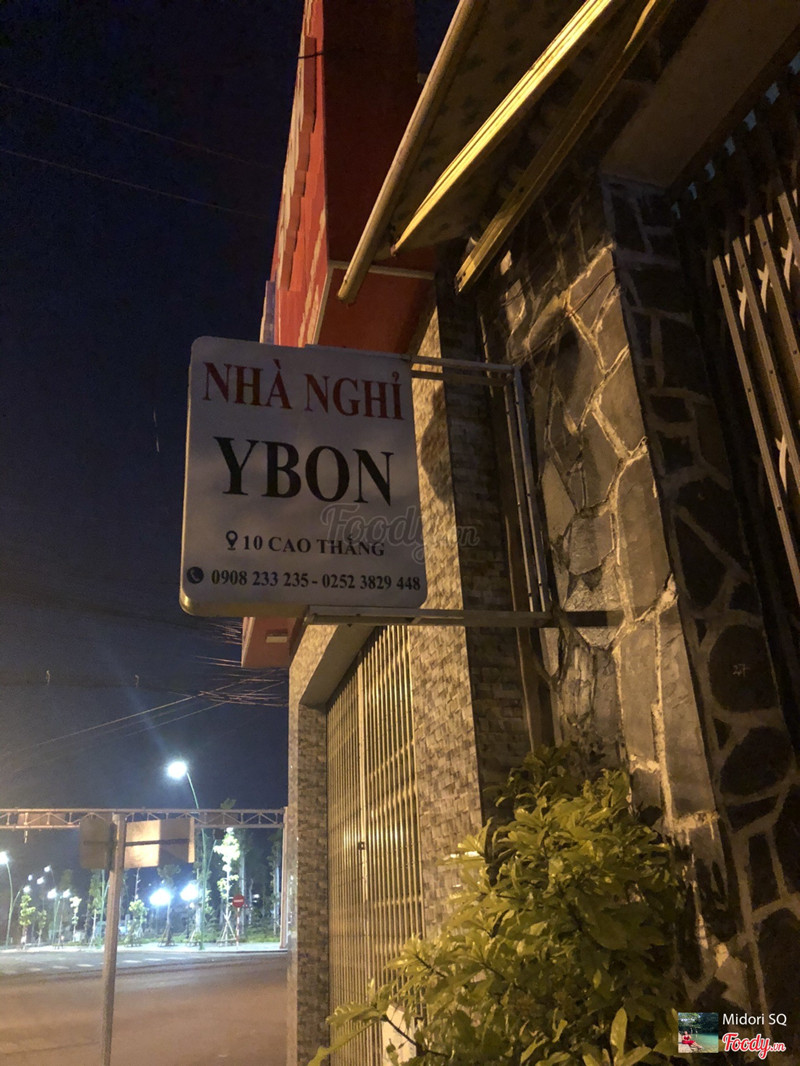 NHÀ NGHỈ
YBON
10 CAO THẮNG
0908 233 235 - 0252 3829 448
Foody.vn
Midori SQ
Foody.vn